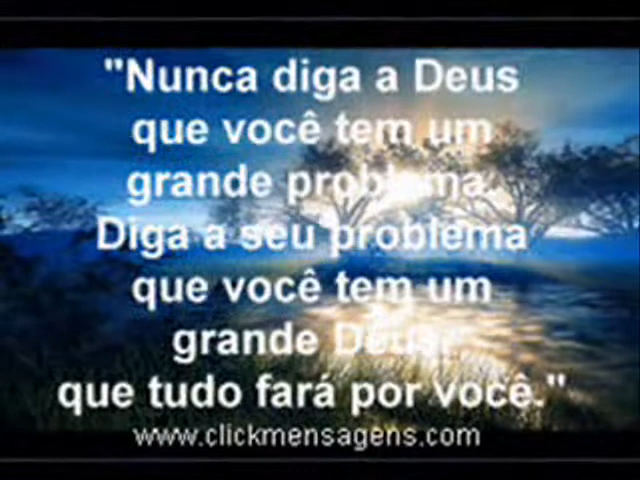 "Nunca diga a Deus
que você tem um
grande problema.
Diga a seu problema
que você tem um
grande Deus,
que tudo fará por você."
www.clickmensagens.com